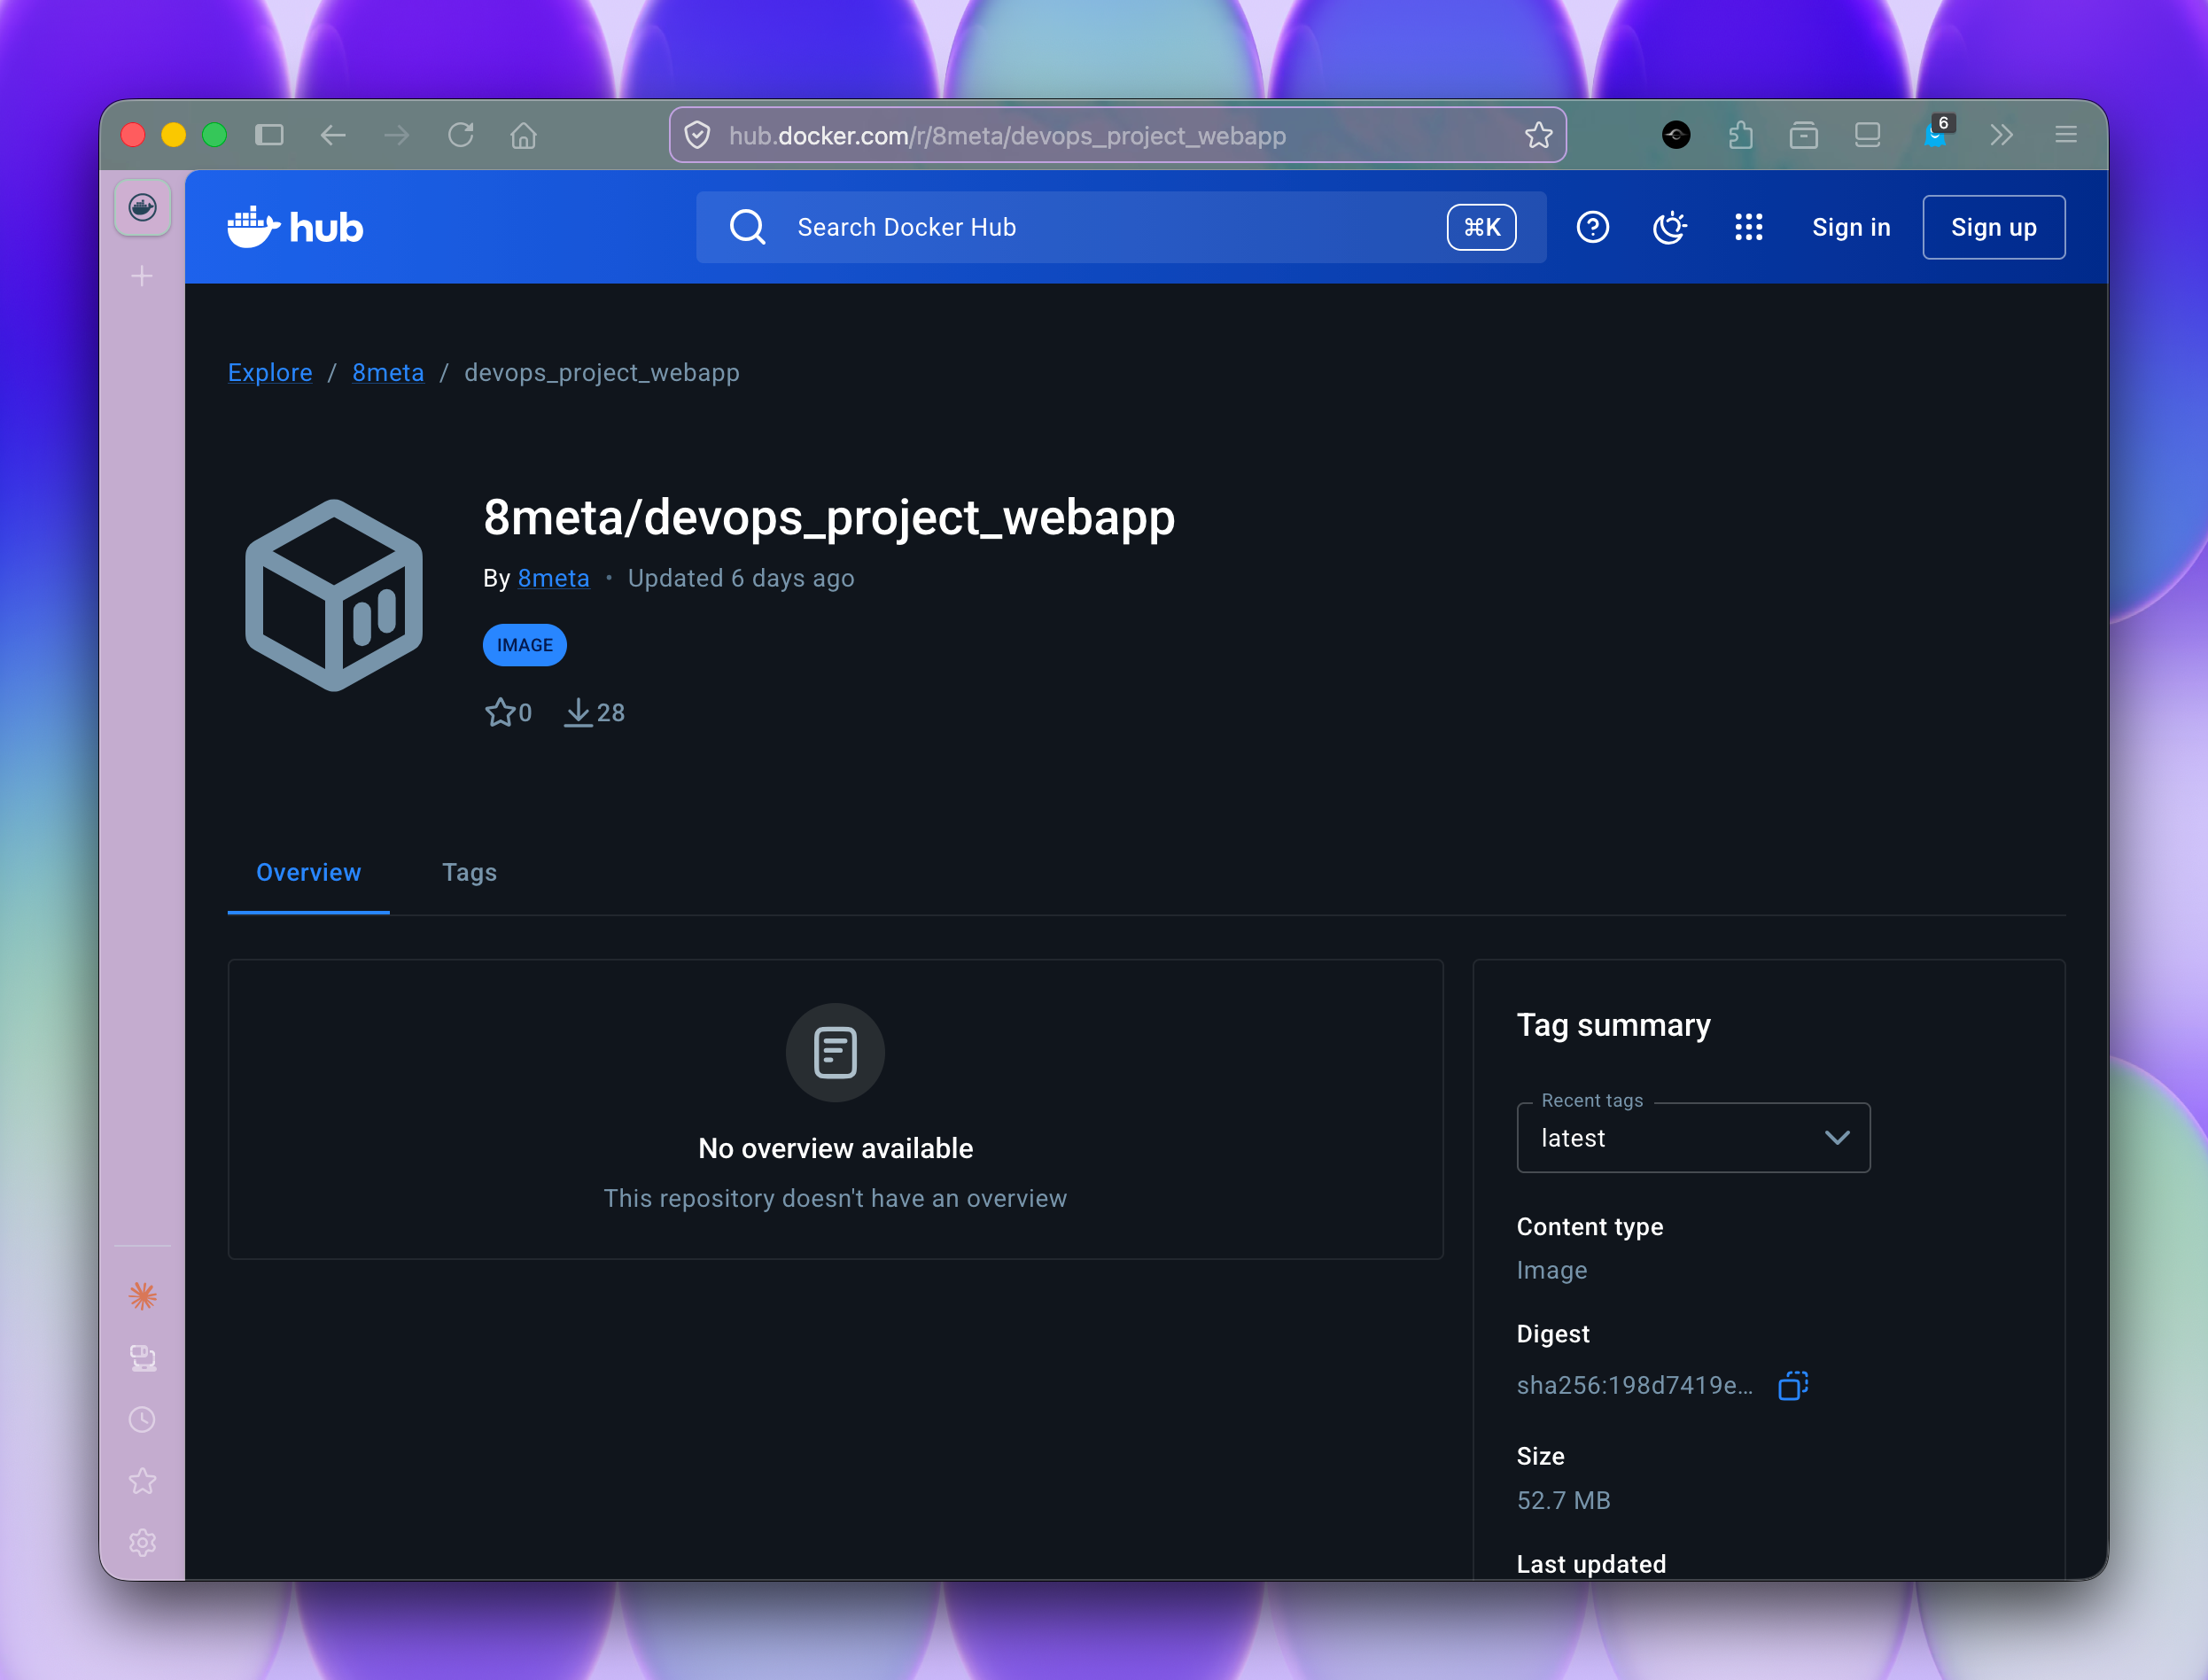 hub.docker.com/r/8meta/devops_project_webapp
6
hub
Search Docker Hub
⌘K
Sign in
Sign up
Explore / 8meta / devops_project_webapp
8meta/devops_project_webapp
By 8meta • Updated 6 days ago
IMAGE
0 28
Overview
Tags
No overview available
This repository doesn't have an overview
Tag summary
Recent tags
latest
Content type
Image
Digest
sha256:198d7419e…
Size
52.7 MB
Last updated